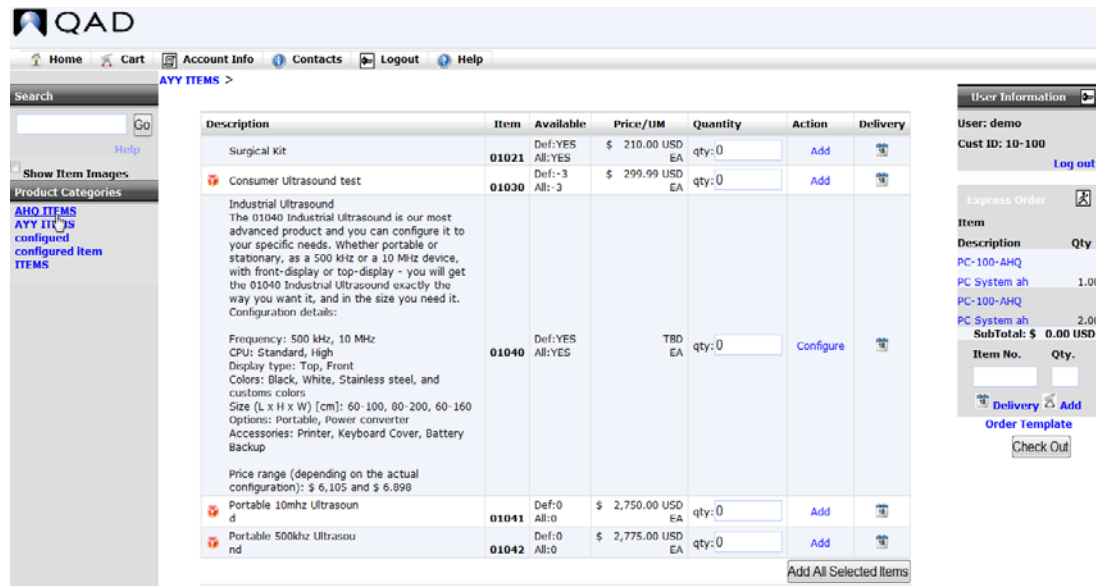 QAD
Home Cart Account Info Contacts Logout Help
AYY ITEMS >
Search
Go
Help
Show Item Images
Product Categories
AHQ ITEMS
AYY ITEMS
configued
configured item
ITEMS
Description Item Available Price/UM Quantity Action Delivery
Surgical Kit 01021 Def:YES All:YES $ 210.00 USD EA qty: 0 Add
Consumer Ultrasound test 01030 Def:-3 All:-3 $ 299.99 USD EA qty: 0 Add
Industrial Ultrasound
The 01040 Industrial Ultrasound is our most
advanced product and you can configure it to
your specific needs. Whether portable or
stationary, as a 500 kHz or a 10 MHz device,
with front-display or top-display - you will get
the 01040 Industrial Ultrasound exactly the
way you want it, and in the size you need it.
Configuration details:
Frequency: 500 kHz, 10 MHz
CPU: Standard, High
Display type: Top, Front
Colors: Black, White, Stainless steel, and
customs colors
Size (L x H x W) [cm]: 60-100, 80-200, 60-160
Options: Portable, Power converter
Accessories: Printer, Keyboard Cover, Battery
Backup
Price range (depending on the actual
configuration): $ 6,105 and $ 6.898
01040 Def:YES All:YES TBD EA qty: 0 Configure
Portable 10mhz Ultrasoun
d
01041 Def:0 All:0 $ 2,750.00 USD EA qty: 0 Add
Portable 500khz Ultrasou
nd
01042 Def:0 All:0 $ 2,775.00 USD EA qty: 0 Add
Add All Selected Items
User Information
User: demo
Cust ID: 10-100
Log out
Express Order
Item
Description Qty
PC-100-AHQ
PC System ah 1.00
PC-100-AHQ
PC System ah 2.00
SubTotal: $ 0.00 USD
Item No. Qty.
Delivery Add
Order Template
Check Out